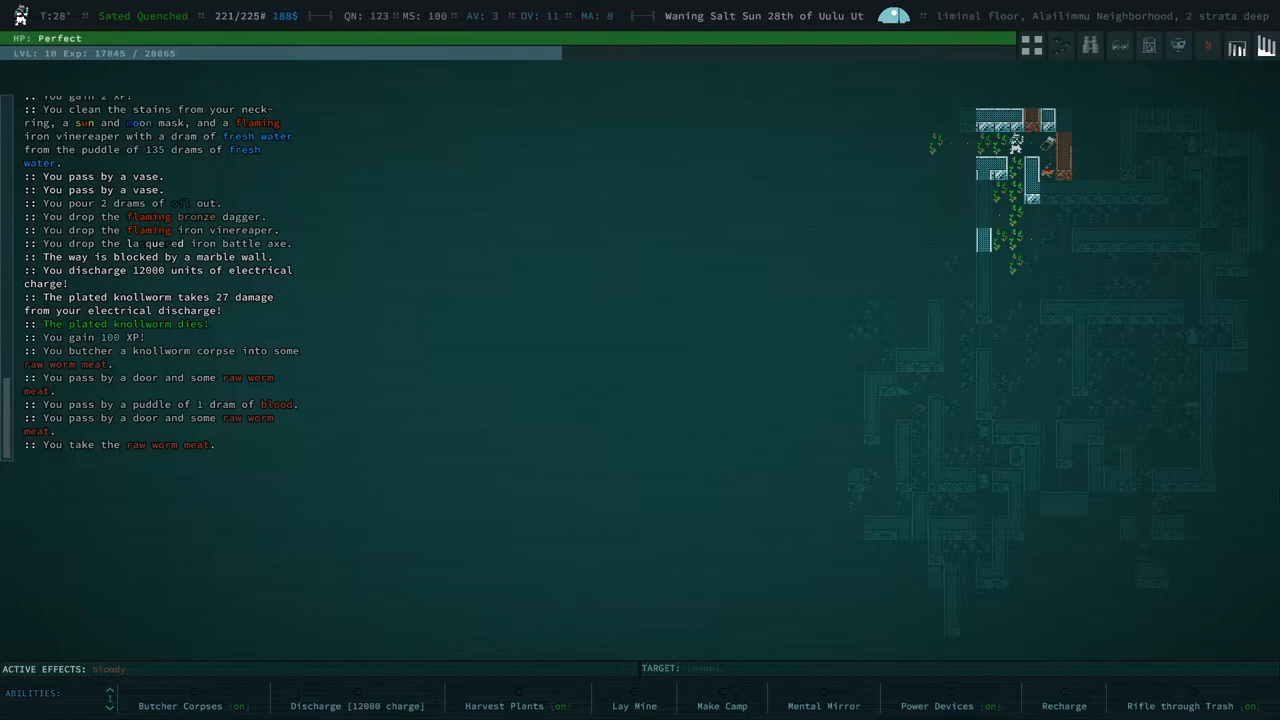 T:28° Sated Quenched :: 221/225# 188$ QN: 123 :: MS: 100 :: AV: 3 :: DV: 11 :: MA: 8 Waning Salt Sun 28th of Uulu Ut :: liminal floor, Alailimmu Neighborhood, 2 strata deep
HP: Perfect
LVL: 10 Exp: 17845 / 20065
:: You gain 2 XP!
:: You clean the stains from your neck-
ring, a sun and moon mask, and a flaming
iron vinereaper with a dram of fresh water
from the puddle of 135 drams of fresh
water.
:: You pass by a vase.
:: You pass by a vase.
:: You pour 2 drams of oil out.
:: You drop the flaming bronze dagger.
:: You drop the flaming iron vinereaper.
:: You drop the lacquered iron battle axe.
:: The way is blocked by a marble wall.
:: You discharge 12000 units of electrical
charge!
:: The plated knollworm takes 27 damage
from your electrical discharge!
:: The plated knollworm dies!
:: You gain 100 XP!
:: You butcher a knollworm corpse into some
raw worm meat.
:: You pass by a door and some raw worm
meat.
:: You pass by a puddle of 1 dram of blood.
:: You pass by a door and some raw worm
meat.
:: You take the raw worm meat.
ACTIVE EFFECTS: bloody
TARGET: [none]
ABILITIES: 1 Butcher Corpses [on] Discharge [12000 charge] Harvest Plants [on] Lay Mine Make Camp Mental Mirror Power Devices [on] Recharge Rifle through Trash [on]